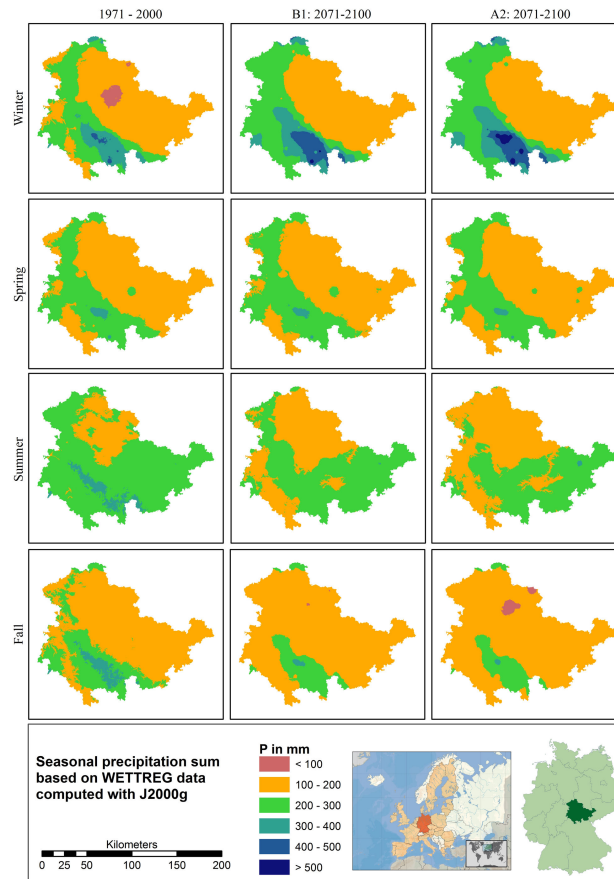 1971 - 2000
B1: 2071-2100
A2: 2071-2100
Winter
Spring
Summer
Fall
Seasonal precipitation sum
based on WETTREG data
computed with J2000g
Kilometers
0 25 50 100 150 200
P in mm
< 100
100 - 200
200 - 300
300 - 400
400 - 500
> 500